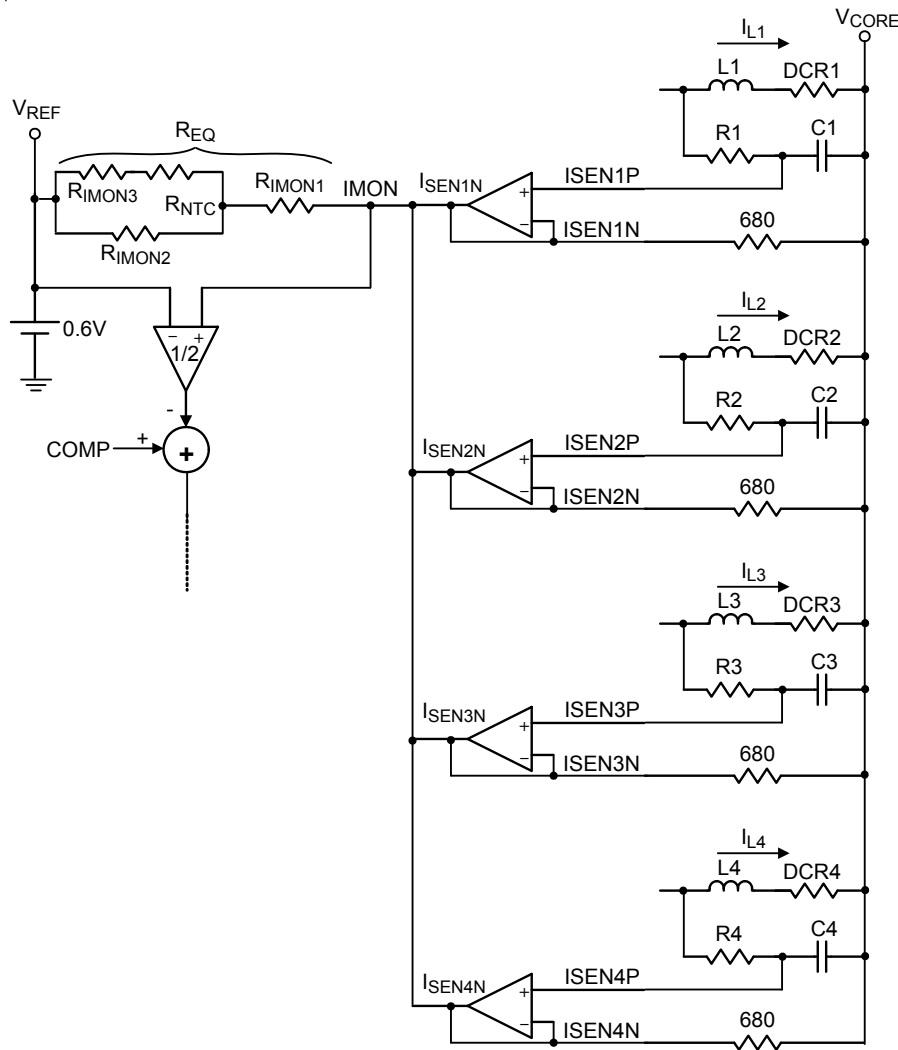 VREF
REQ
RIMON3
RNTC
RIMON1
RIMON2
IMON
0.6V
− +
1/2
-
COMP
+
+
VCORE
IL1
L1
DCR1
R1
C1
ISEN1N
+
−
ISEN1P
ISEN1N
680
IL2
L2
DCR2
R2
C2
ISEN2N
+
−
ISEN2P
ISEN2N
680
IL3
L3
DCR3
R3
C3
ISEN3N
+
−
ISEN3P
ISEN3N
680
IL4
L4
DCR4
R4
C4
ISEN4N
+
−
ISEN4P
ISEN4N
680